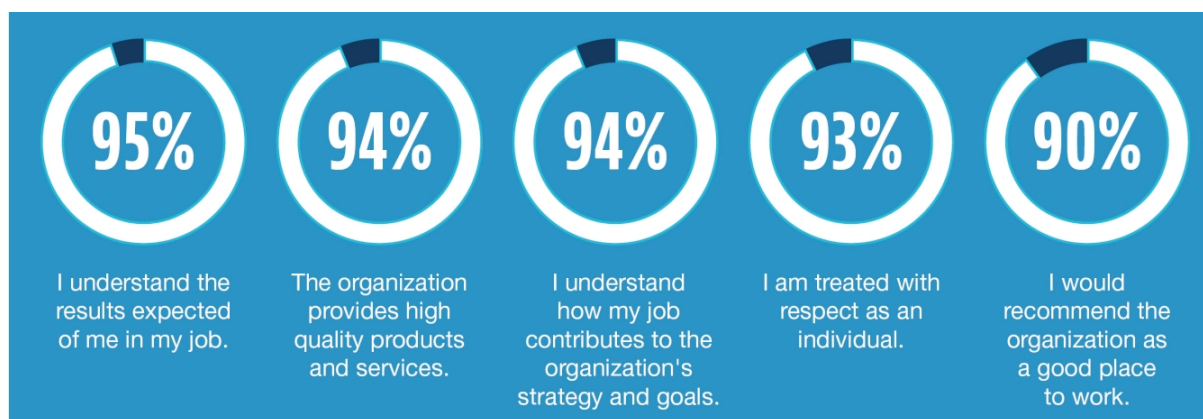 95%
I understand the
results expected
of me in my job.
94%
The organization
provides high
quality products
and services.
94%
I understand
how my job
contributes to the
organization's
strategy and goals.
93%
I am treated with
respect as an
individual.
90%
I would
recommend the
organization as
a good place
to work.